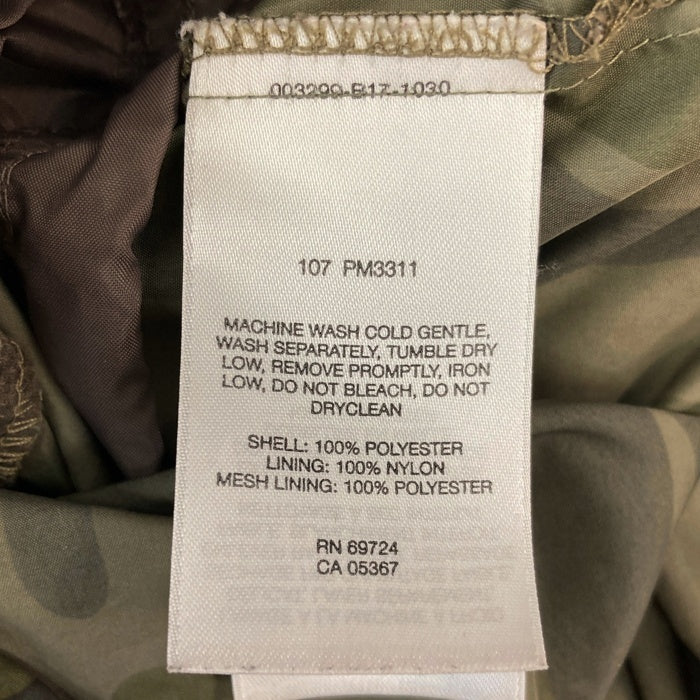 003299-B17-1030
107 PM3311
MACHINE WASH COLD GENTLE,
WASH SEPARATELY, TUMBLE DRY
LOW, REMOVE PROMPTLY, IRON
LOW, DO NOT BLEACH, DO NOT
DRYCLEAN
SHELL: 100% POLYESTER
LINING: 100% NYLON
MESH LINING: 100% POLYESTER
RN 69724
CA 05367